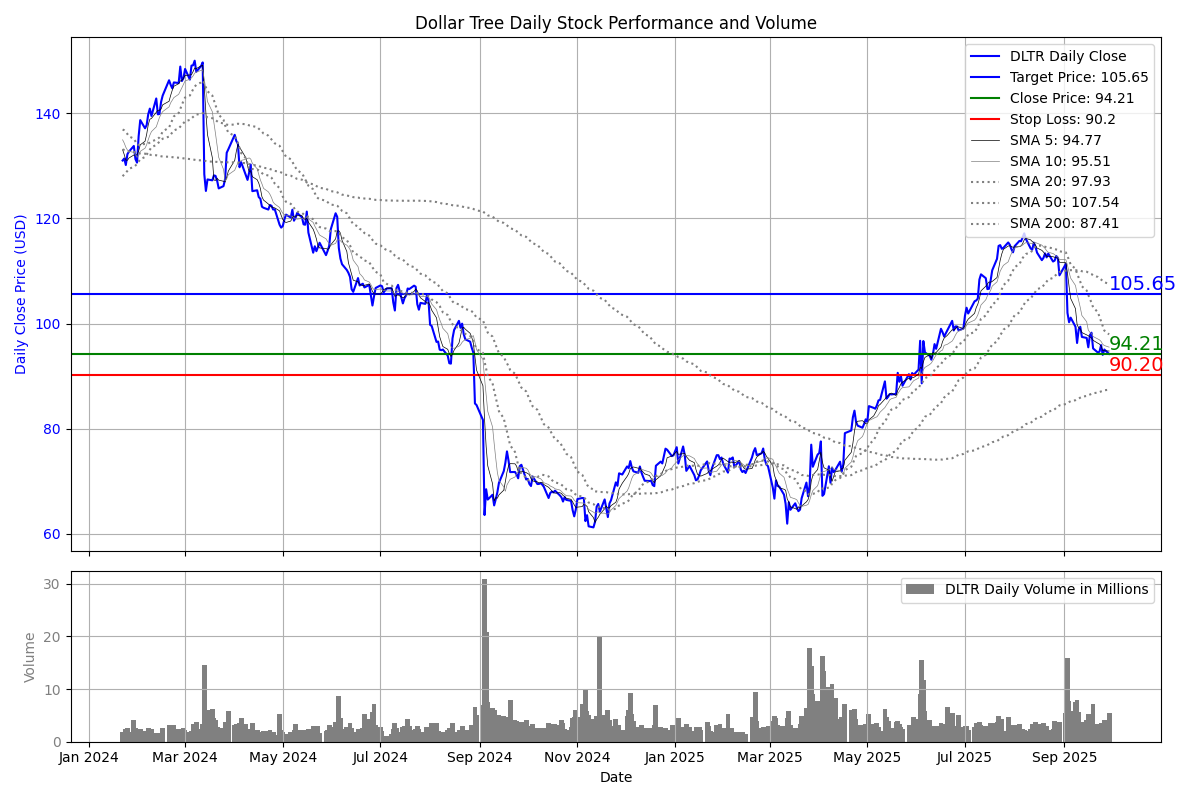 Dollar Tree Daily Stock Performance and Volume
Daily Close Price (USD)
140
120
100
80
60
DLTR Daily Close
Target Price: 105.65
Close Price: 94.21
Stop Loss: 90.2
SMA 5: 94.77
SMA 10: 95.51
SMA 20: 97.93
SMA 50: 107.54
SMA 200: 87.41
105.65
94.21
90.20
Volume
30
20
10
0
DLTR Daily Volume in Millions
Jan 2024 Mar 2024 May 2024 Jul 2024 Sep 2024 Nov 2024 Jan 2025 Mar 2025 May 2025 Jul 2025 Sep 2025
Date